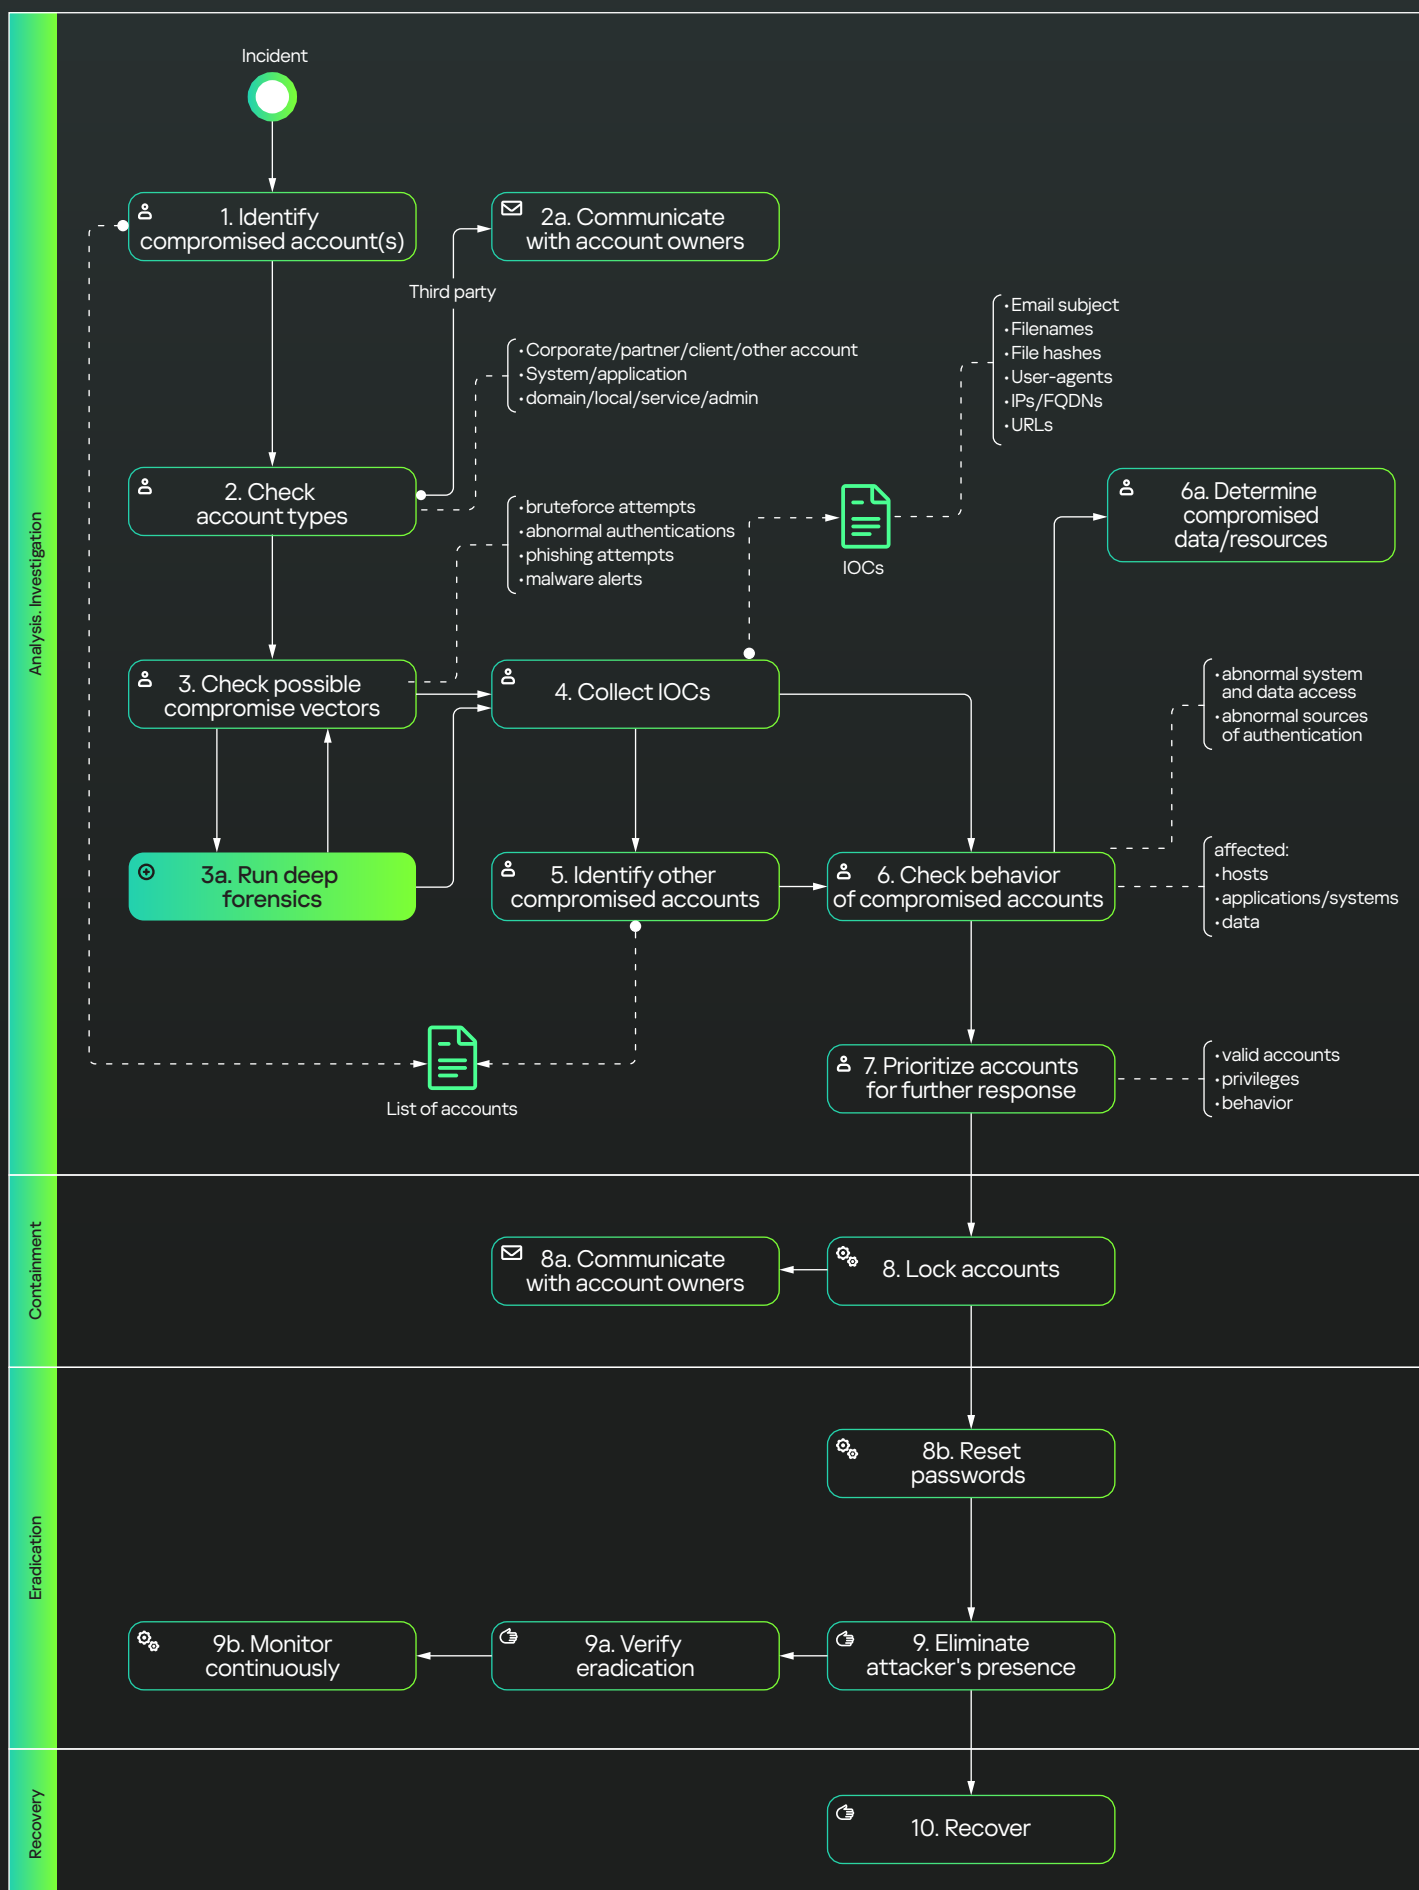 Incident
1. Identify
compromised account(s)
2a. Communicate
with account owners
Third party
•Email subject
•Filenames
•File hashes
•User-agents
•IPs/FQDNs
•URLs
•Corporate/partner/client/other account
•System/application
•domain/local/service/admin
2. Check
account types
•bruteforce attempts
•abnormal authentications
•phishing attempts
•malware alerts
IOCs
6a. Determine
compromised
data/resources
Analysis. Investigation
3. Check possible
compromise vectors
4. Collect IOCs
•abnormal system
and data access
•abnormal sources
of authentication
3a. Run deep
forensics
5. Identify other
compromised accounts
6. Check behavior
of compromised accounts
affected:
•hosts
•applications/systems
•data
List of accounts
7. Prioritize accounts
for further response
•valid accounts
•privileges
•behavior
Containment
8a. Communicate
with account owners
8. Lock accounts
Eradication
8b. Reset
passwords
9b. Monitor
continuously
9a. Verify
eradication
9. Eliminate
attacker's presence
Recovery
10. Recover